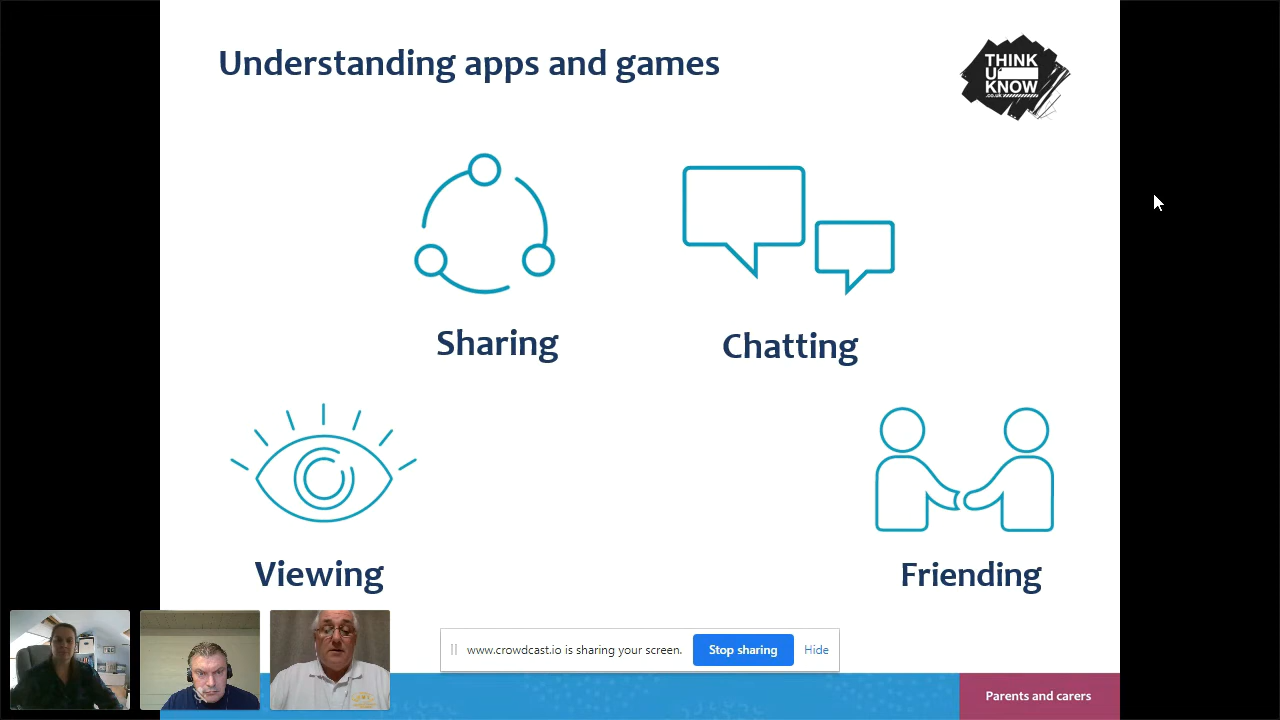 Understanding apps and games
THINK
U
KNOW
.co.uk
Sharing
Chatting
Viewing
Friending
www.crowdcast.io is sharing your screen.
Stop sharing
Hide
Parents and carers